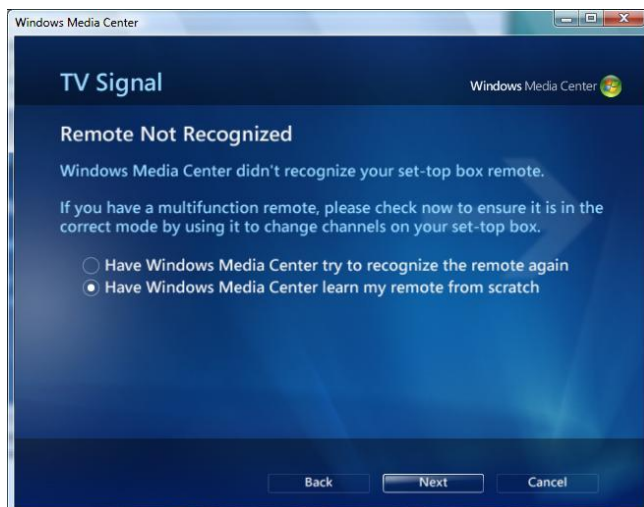 Windows Media Center
TV Signal
Windows Media Center
Remote Not Recognized
Windows Media Center didn't recognize your set-top box remote.
If you have a multifunction remote, please check now to ensure it is in the
correct mode by using it to change channels on your set-top box.
Have Windows Media Center try to recognize the remote again
Have Windows Media Center learn my remote from scratch
Back Next Cancel